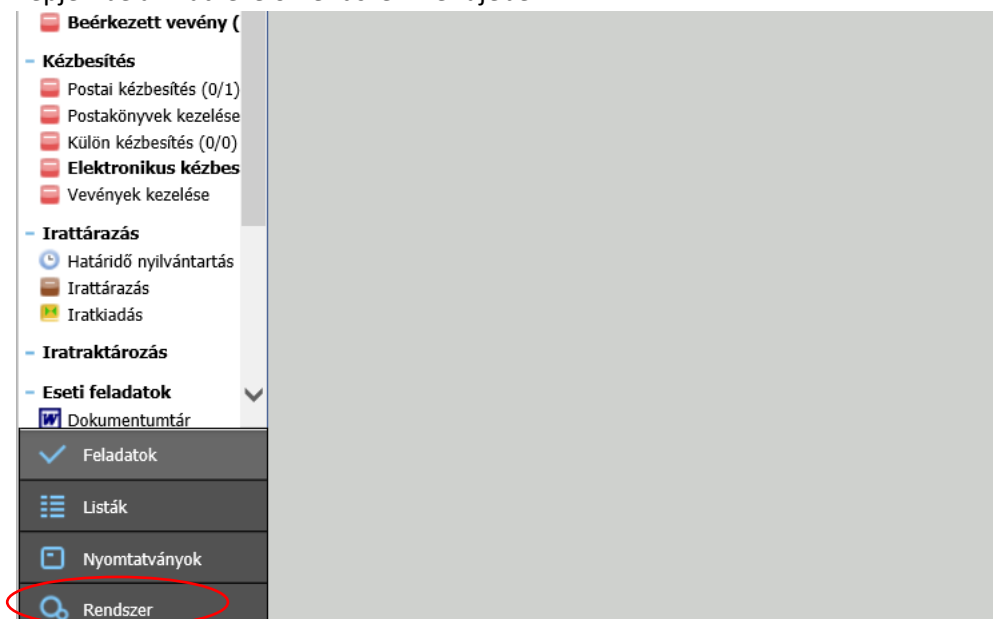 Beérkezett vevény (
Kézbesítés
Postai kézbesítés (0/1)
Postakönyvek kezelése
Külön kézbesítés (0/0)
Elektronikus kézbes
Vevények kezelése
Irattárazás
Határidő nyilvántartás
Irattárazás
Iratkiadás
Iratraktározás
Eseti feladatok
Dokumentumtár
Feladatok
Listák
Nyomtatványok
Rendszer